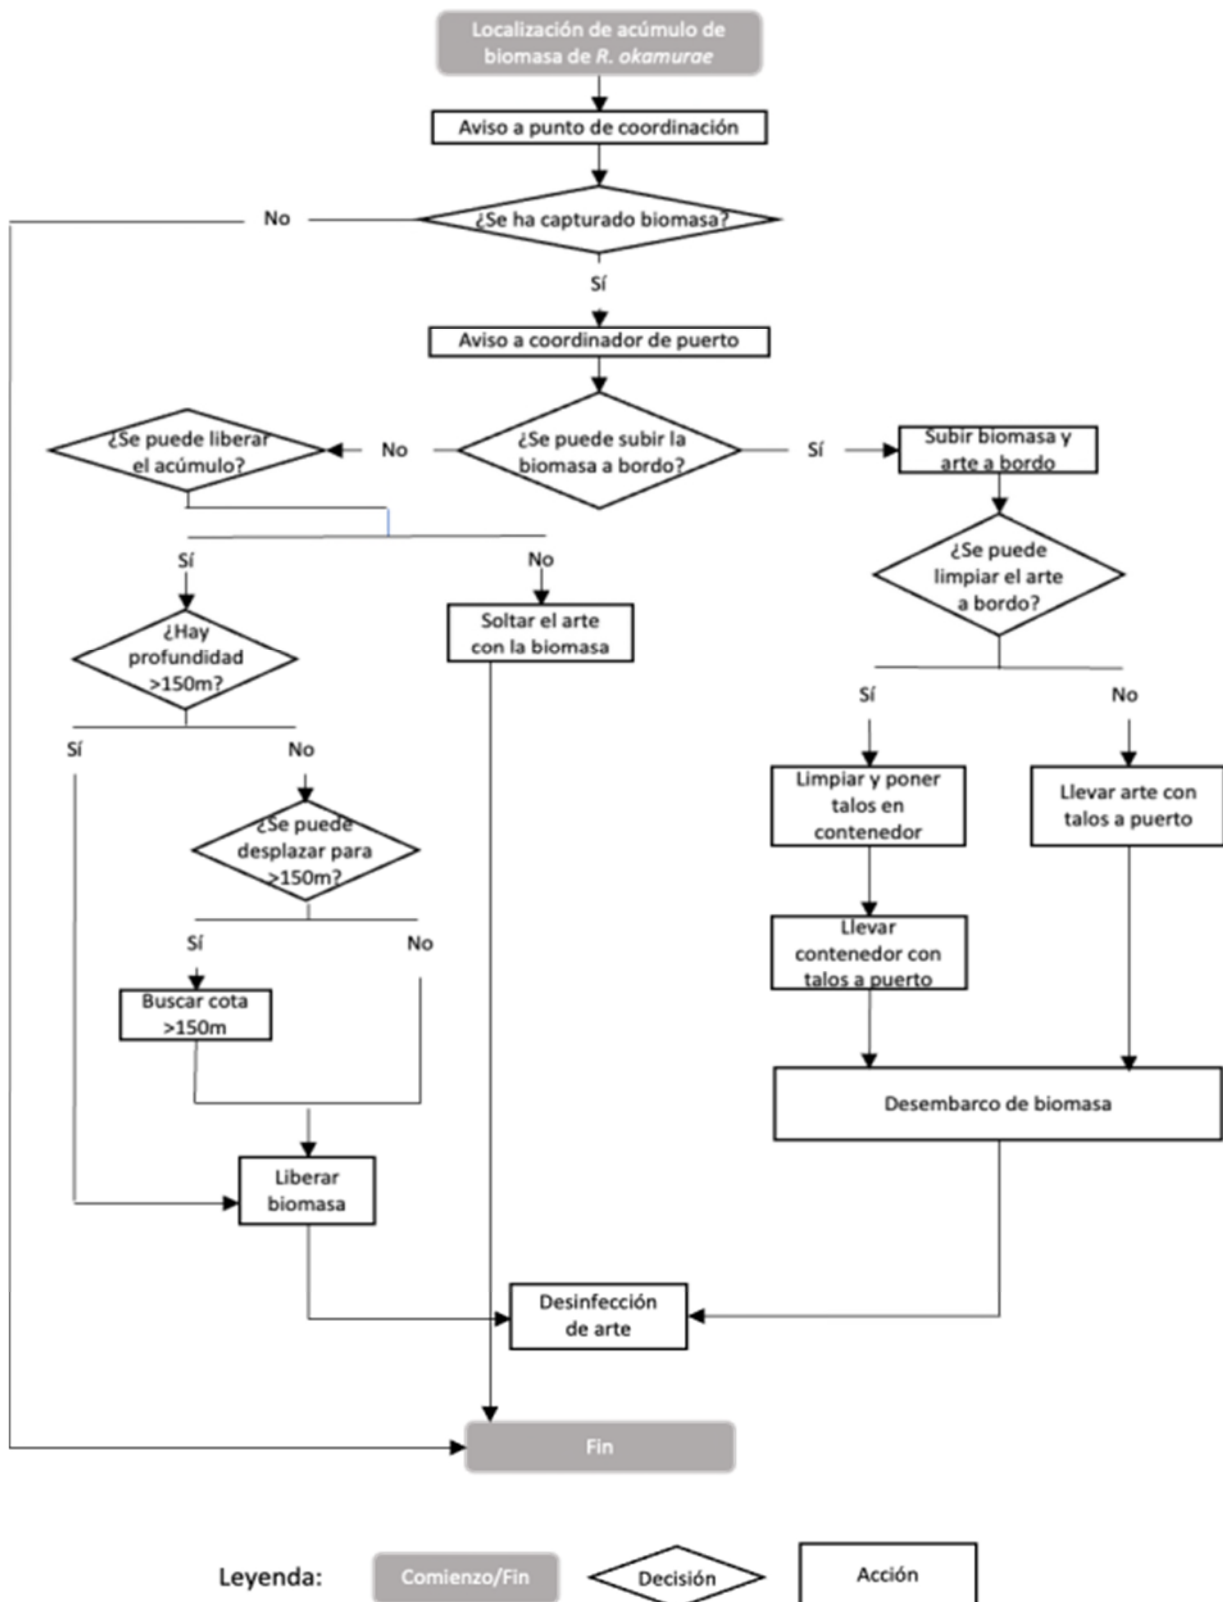 Localización de acúmulo de
biomasa de R. okamurae
Aviso a punto de coordinación
¿Se ha capturado biomasa?
No
Sí
Aviso a coordinador de puerto
¿Se puede liberar
el acúmulo?
No
¿Se puede subir la
biomasa a bordo?
Sí
Subir biomasa y
arte a bordo
¿Se puede
limpiar el arte
a bordo?
Sí
No
¿Hay
profundidad
>150m?
Soltar el arte
con la biomasa
Sí
No
Sí
No
¿Se puede
desplazar para
>150m?
Limpiar y poner
talos en
contenedor
Llevar arte con
talos a puerto
Sí
No
Llevar
contenedor con
talos a puerto
Buscar cota
>150m
Desembarco de biomasa
Liberar
biomasa
Desinfección
de arte
Fin
Leyenda:
Comienzo/Fin
Decisión
Acción